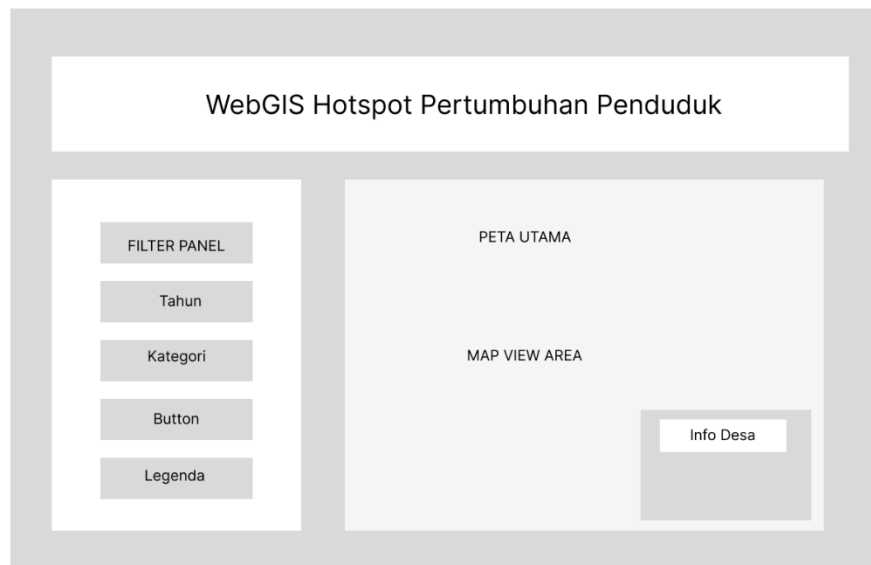 WebGIS Hotspot Pertumbuhan Penduduk
FILTER PANEL
Tahun
Kategori
Button
Legenda
PETA UTAMA
MAP VIEW AREA
Info Desa